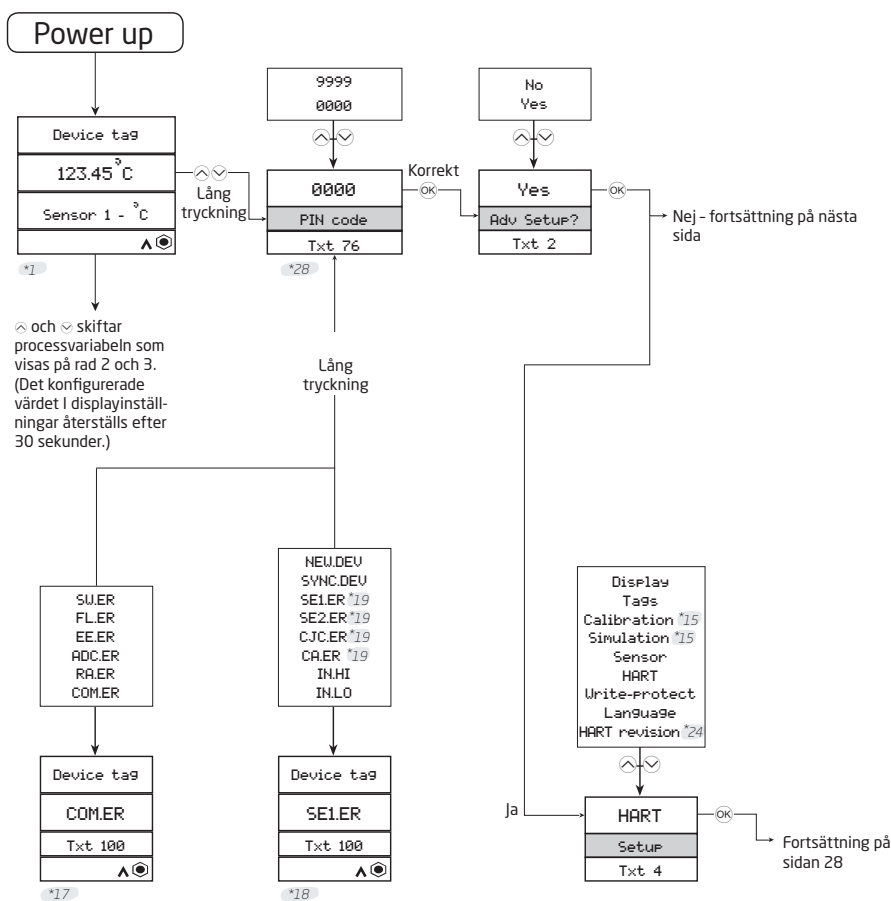 Power up
Device tag
123.45 °C
Sensor 1 - °C
*1
och skiftar
processvariabeln som
visas på rad 2 och 3.
(Det konfigurerade
värdet I displayinställ-
ningar återställs efter
30 sekunder.)
Lång
tryckning
9999
0000
0000
PIN code
Txt 76
*28
Korrekt
OK
No
Yes
Yes
Adv Setup?
Txt 2
OK
Nej – fortsättning på nästa
sida
Lång
tryckning
SW.ER
FL.ER
EE.ER
ADC.ER
RA.ER
COM.ER
Device tag
COM.ER
Txt 100
*17
NEW.DEV
SYNC.DEV
SE1.ER *19
SE2.ER *19
CJC.ER *19
CA.ER *19
IN.HI
IN.LO
Device tag
SE1.ER
Txt 100
*18
Display
Tags
Calibration *15
Simulation *15
Sensor
HART
Write-protect
Language
HART revision *24
Ja
HART
Setup
Txt 4
OK
Fortsättning på
sidan 28